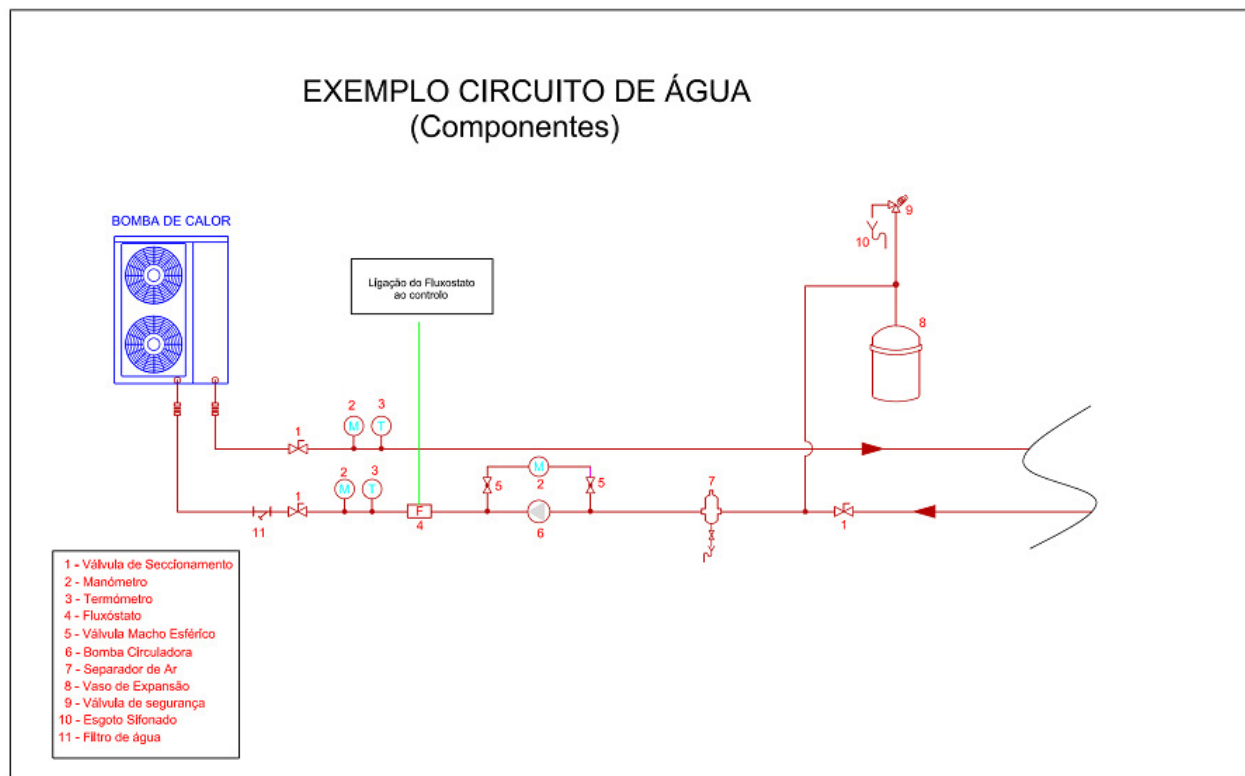 EXEMPLO CIRCUITO DE ÁGUA
(Componentes)
BOMBA DE CALOR
Ligação do Fluxostato
ao controlo
9
10
8
2
3
1
M
T
2
3
1
M
T
F
4
11
5
M
2
5
6
7
1
1 - Válvula de Seccionamento
2 - Manómetro
3 - Termómetro
4 - Fluxóstato
5 - Válvula Macho Esférico
6 - Bomba Circuladora
7 - Separador de Ar
8 - Vaso de Expansão
9 - Válvula de segurança
10 - Esgoto Sifonado
11 - Filtro de água